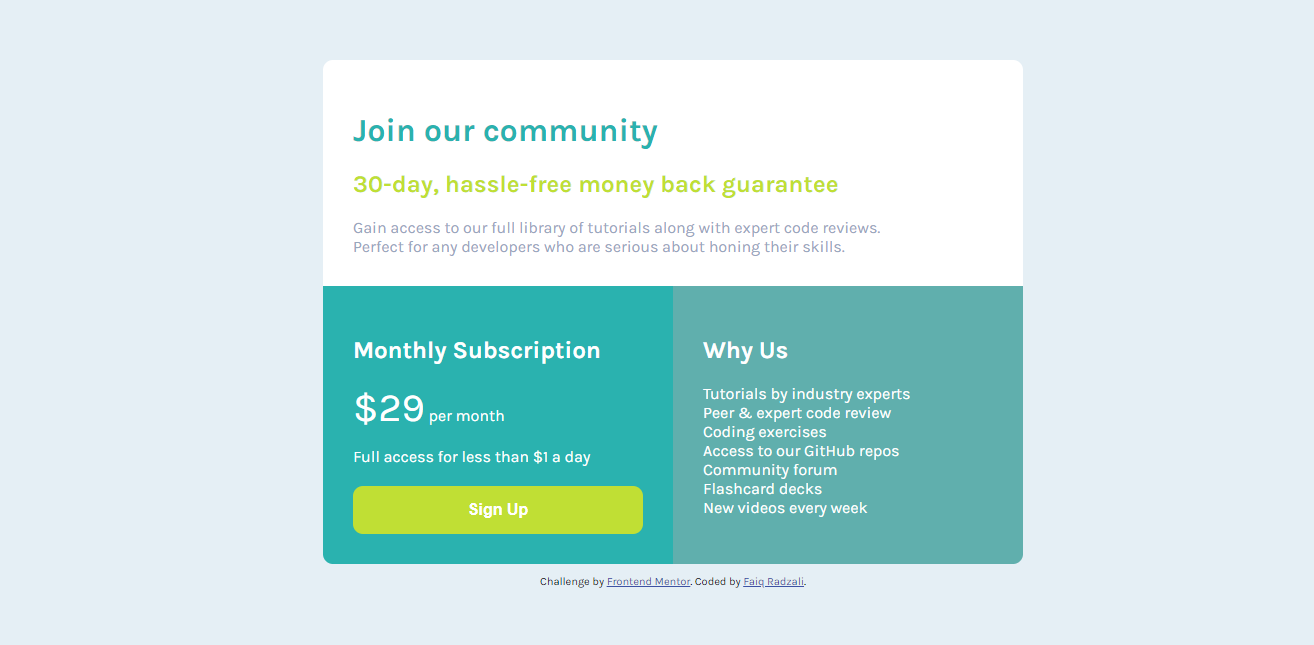 Join our community
30-day, hassle-free money back guarantee
Gain access to our full library of tutorials along with expert code reviews.
Perfect for any developers who are serious about honing their skills.
Monthly Subscription
$29 per month
Full access for less than $1 a day
Sign Up
Why Us
Tutorials by industry experts
Peer & expert code review
Coding exercises
Access to our GitHub repos
Community forum
Flashcard decks
New videos every week
Challenge by Frontend Mentor. Coded by Faiq Radzali.